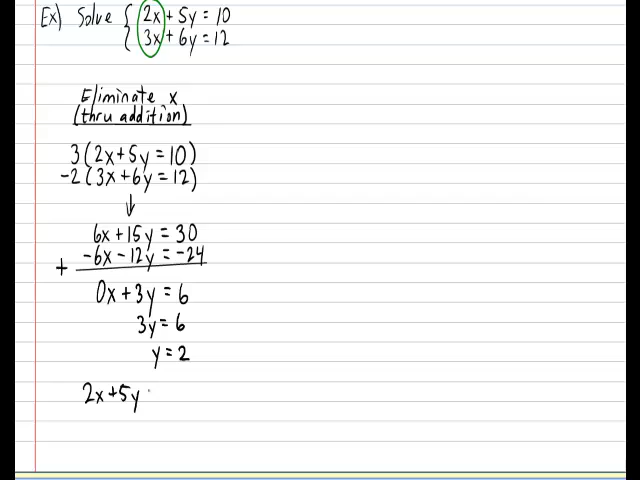 Ex) Solve { 2x + 5y = 10
{ 3x + 6y = 12
Eliminate x
(thru addition)
3(2x+5y=10)
-2(3x+6y=12)
↓
6x+15y=30
+ -6x-12y=-24
0x+3y=6
3y=6
y=2
2x+5y